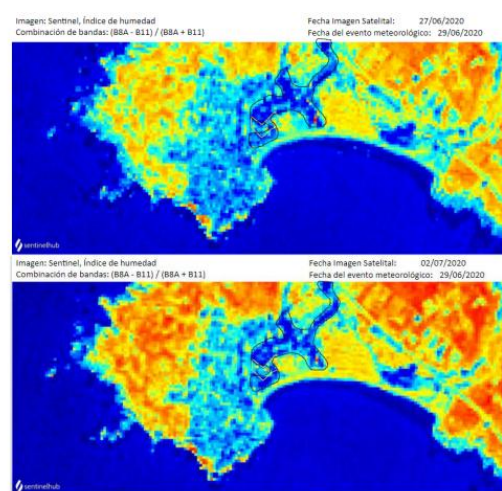 Imagen: Sentinel, Índice de humedad
Fecha Imagen Satelital: 27/06/2020
Combinación de bandas: (B8A - B11) / (B8A + B11)
Fecha del evento meteorológico: 29/06/2020
sentinelhub
Imagen: Sentinel, Índice de humedad
Fecha Imagen Satelital: 02/07/2020
Combinación de bandas: (B8A - B11) / (B8A + B11)
Fecha del evento meteorológico: 29/06/2020
sentinelhub